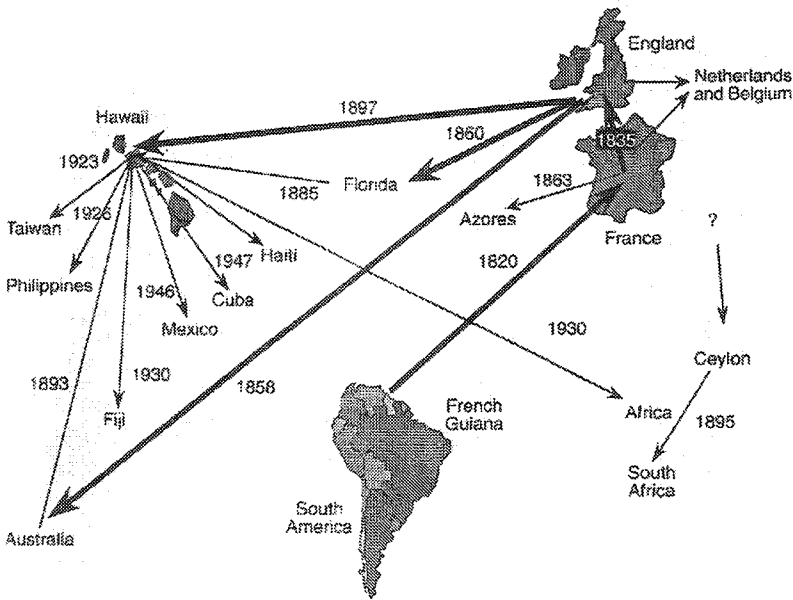 England
Netherlands
and Belgium
1897
Hawaii
1860
1835
1923
1885
Florida
1863
Azores
France
?
Taiwan
1926
Haiti
1820
Philippines
1947
1946
Cuba
Mexico
1930
Ceylon
1893
1930
1858
Fiji
French
Guiana
Africa
1895
South
Africa
South
America
Australia